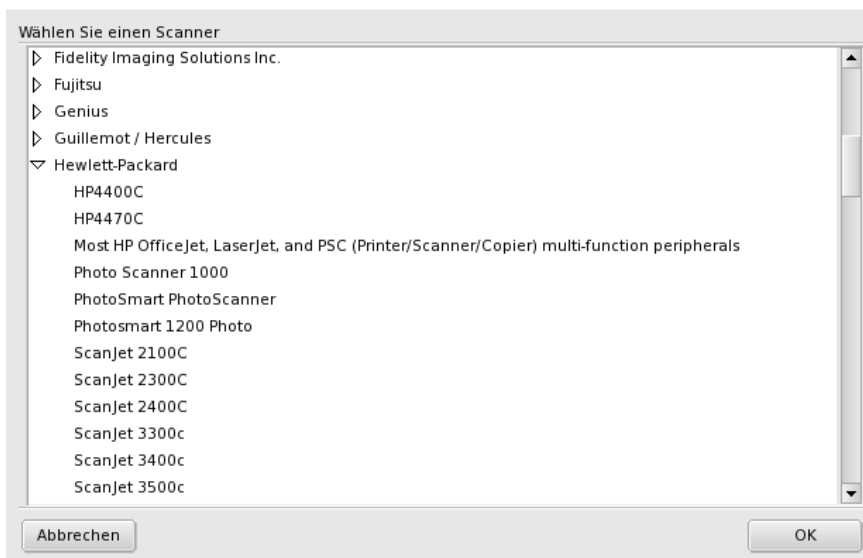 Wählen Sie einen Scanner
Fidelity Imaging Solutions Inc.
Fujitsu
Genius
Guillemot / Hercules
Hewlett-Packard
HP4400C
HP4470C
Most HP OfficeJet, LaserJet, and PSC (Printer/Scanner/Copier) multi-function peripherals
Photo Scanner 1000
PhotoSmart PhotoScanner
Photosmart 1200 Photo
ScanJet 2100C
ScanJet 2300C
ScanJet 2400C
ScanJet 3300c
ScanJet 3400c
ScanJet 3500c
Abbrechen OK